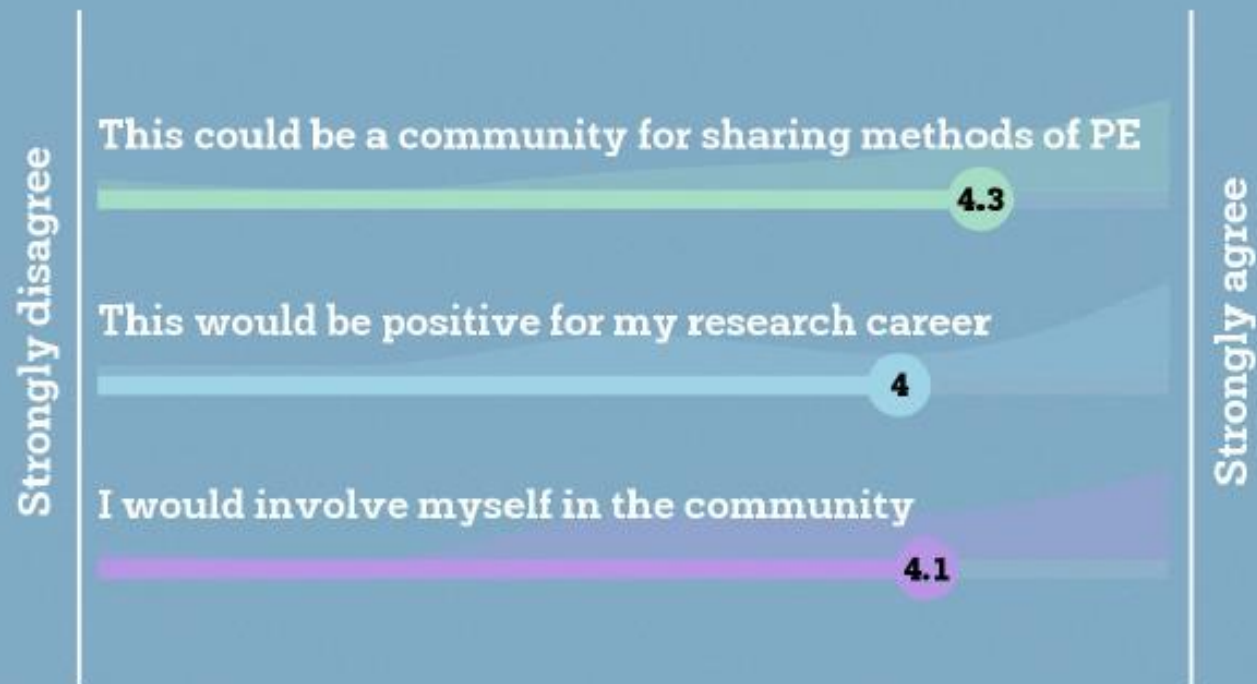 Strongly disagree
This could be a community for sharing methods of PE
4.3
This would be positive for my research career
4
I would involve myself in the community
4.1
Strongly agree